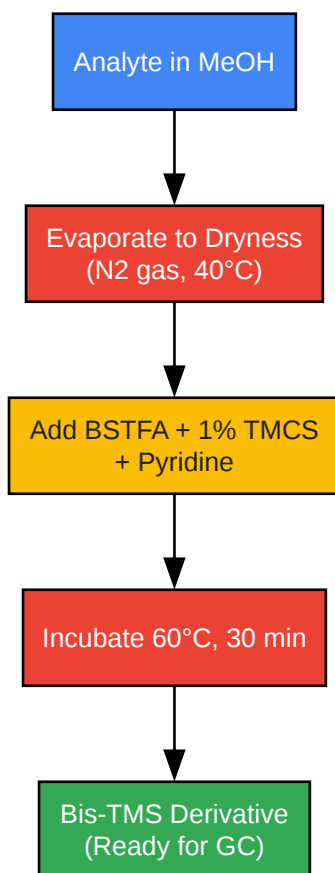 Analyte in MeOH
Evaporate to Dryness
(N2 gas, 40°C)
Add BSTFA + 1% TMCS
+ Pyridine
Incubate 60°C, 30 min
Bis-TMS Derivative
(Ready for GC)